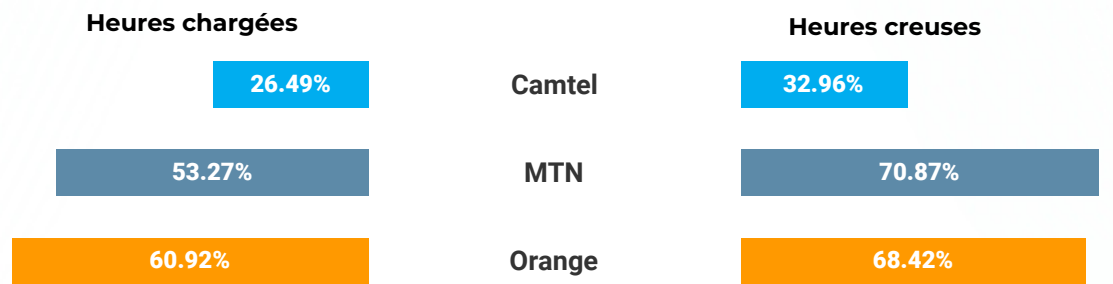 Heures chargées
Heures creuses
26.49%
Camtel
32.96%
53.27%
MTN
70.87%
60.92%
Orange
68.42%